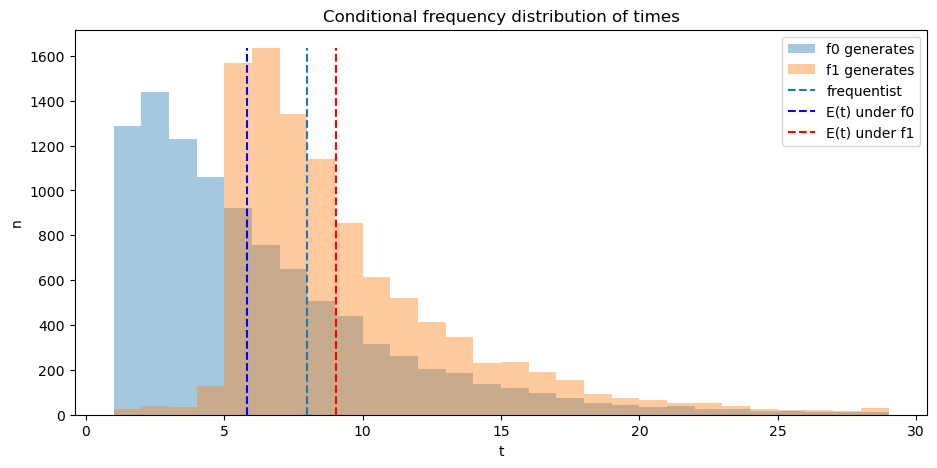 Conditional frequency distribution of times
f0 generates
f1 generates
frequentist
E(t) under f0
E(t) under f1
n
1600
1400
1200
1000
800
600
400
200
0
0 5 10 15 20 25 30
t